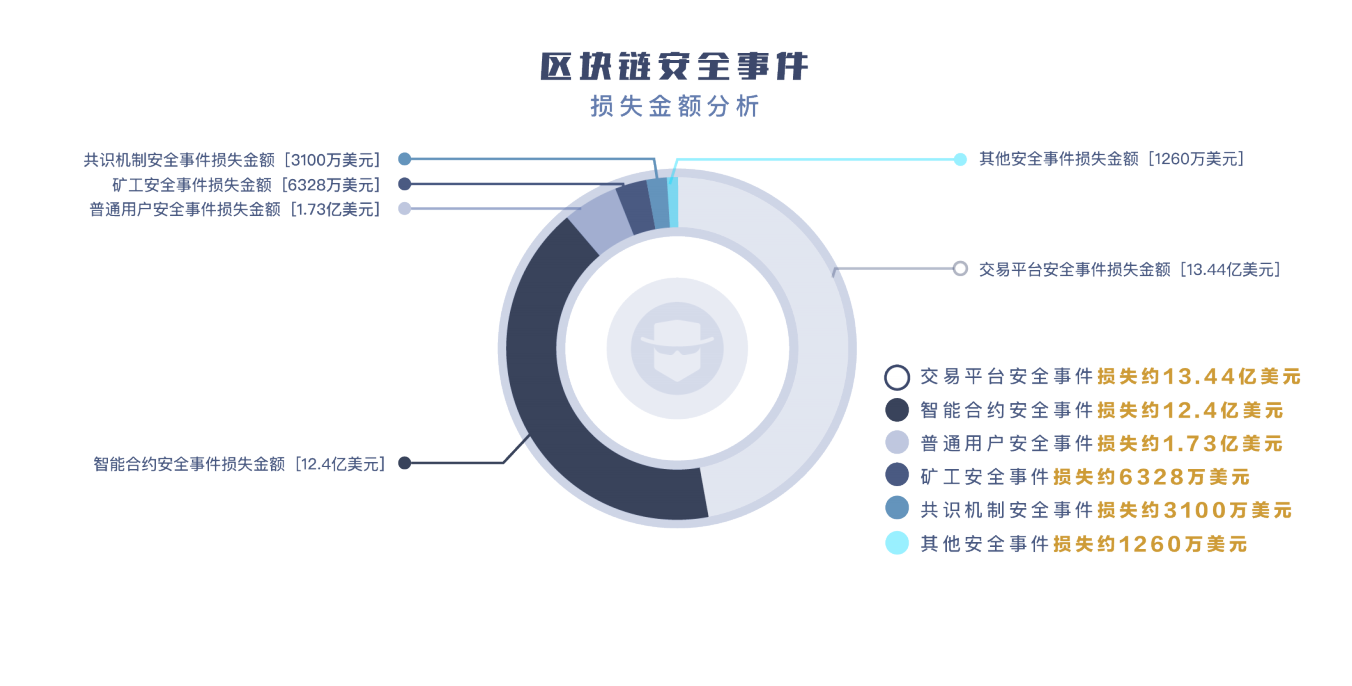 区块链安全事件
损失金额分析
共识机制安全事件损失金额 [3100万美元]
矿工安全事件损失金额 [6328万美元]
普通用户安全事件损失金额 [1.73亿美元]
其他安全事件损失金额 [1260万美元]
交易平台安全事件损失金额 [13.44亿美元]
智能合约安全事件损失金额 [12.4亿美元]
交易平台安全事件损失约13.44亿美元
智能合约安全事件损失约12.4亿美元
普通用户安全事件损失约1.73亿美元
矿工安全事件损失约6328万美元
共识机制安全事件损失约3100万美元
其他安全事件损失约1260万美元